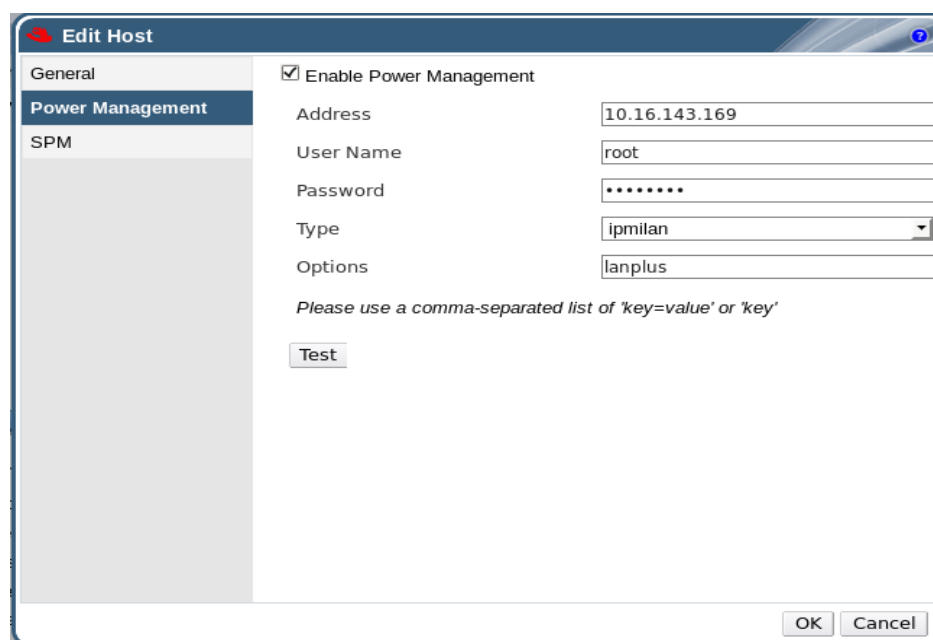 Edit Host
?
General
Power Management
SPM
Enable Power Management
Address 10.16.143.169
User Name root
Password ••••••••
Type ipmilan
Options lanplus
Please use a comma-separated list of 'key=value' or 'key'
Test
OK Cancel